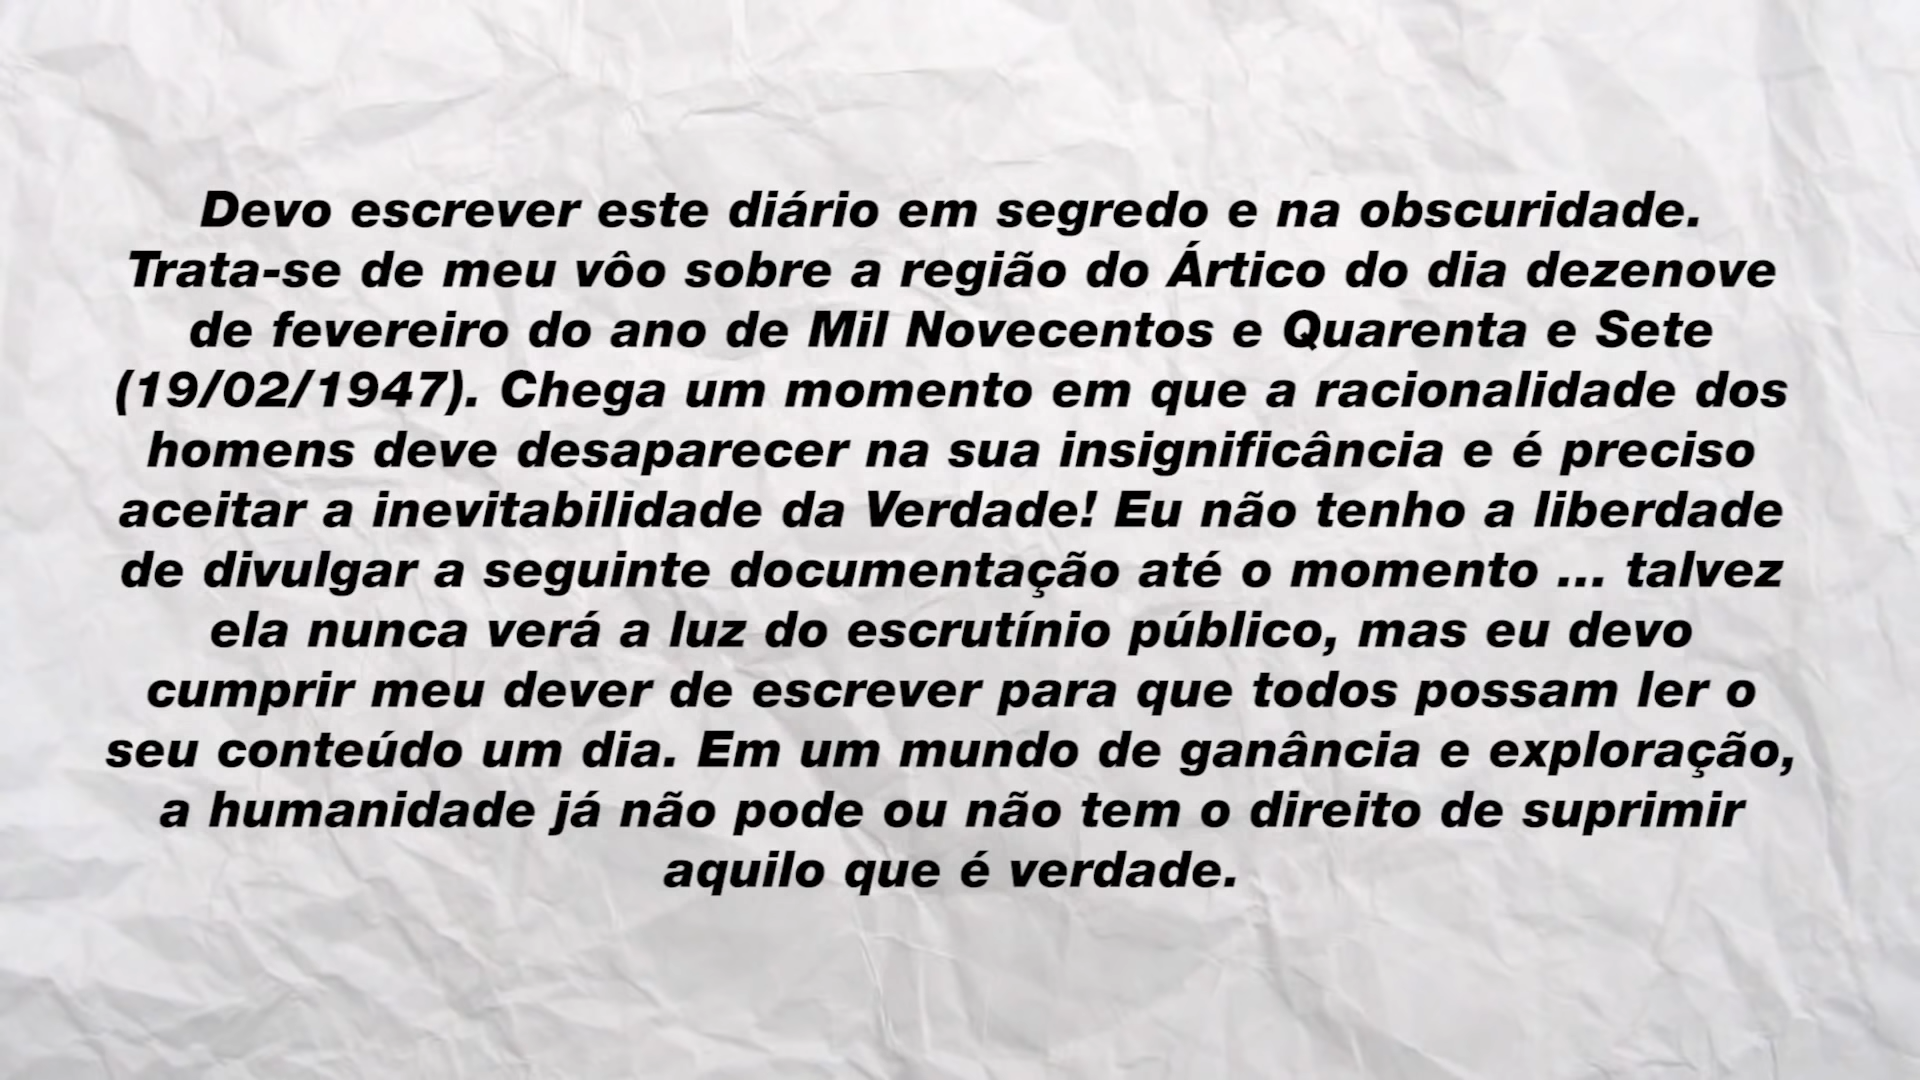 Devo escrever este diário em segredo e na obscuridade.
Trata-se de meu vôo sobre a região do Ártico do dia dezenove
de fevereiro do ano de Mil Novecentos e Quarenta e Sete
(19/02/1947). Chega um momento em que a racionalidade dos
homens deve desaparecer na sua insignificância e é preciso
aceitar a inevitabilidade da Verdade! Eu não tenho a liberdade
de divulgar a seguinte documentação até o momento ... talvez
ela nunca verá a luz do escrutínio público, mas eu devo
cumprir meu dever de escrever para que todos possam ler o
seu conteúdo um dia. Em um mundo de ganância e exploração,
a humanidade já não pode ou não tem o direito de suprimir
aquilo que é verdade.